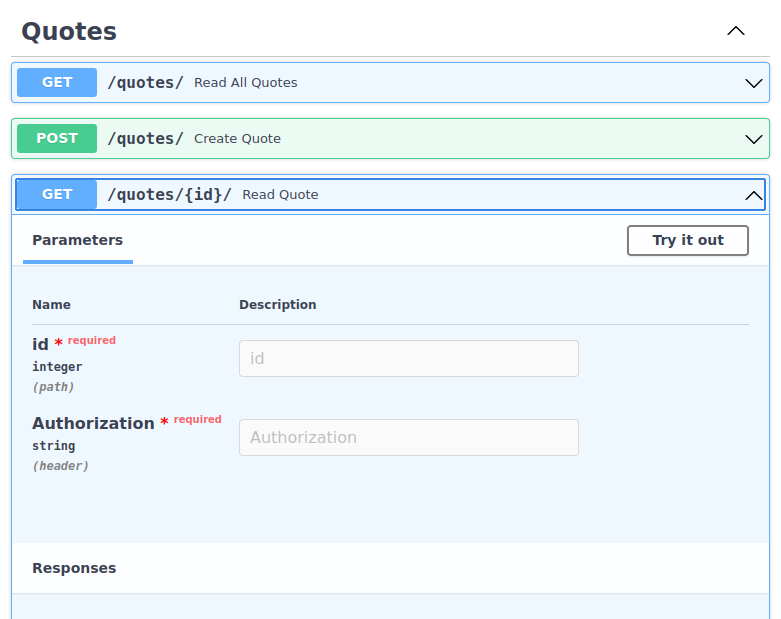 Quotes
GET /quotes/ Read All Quotes
POST /quotes/ Create Quote
GET /quotes/{id}/ Read Quote
Parameters Try it out
Name Description
id * required id
integer
(path)
Authorization * required Authorization
string
(header)
Responses